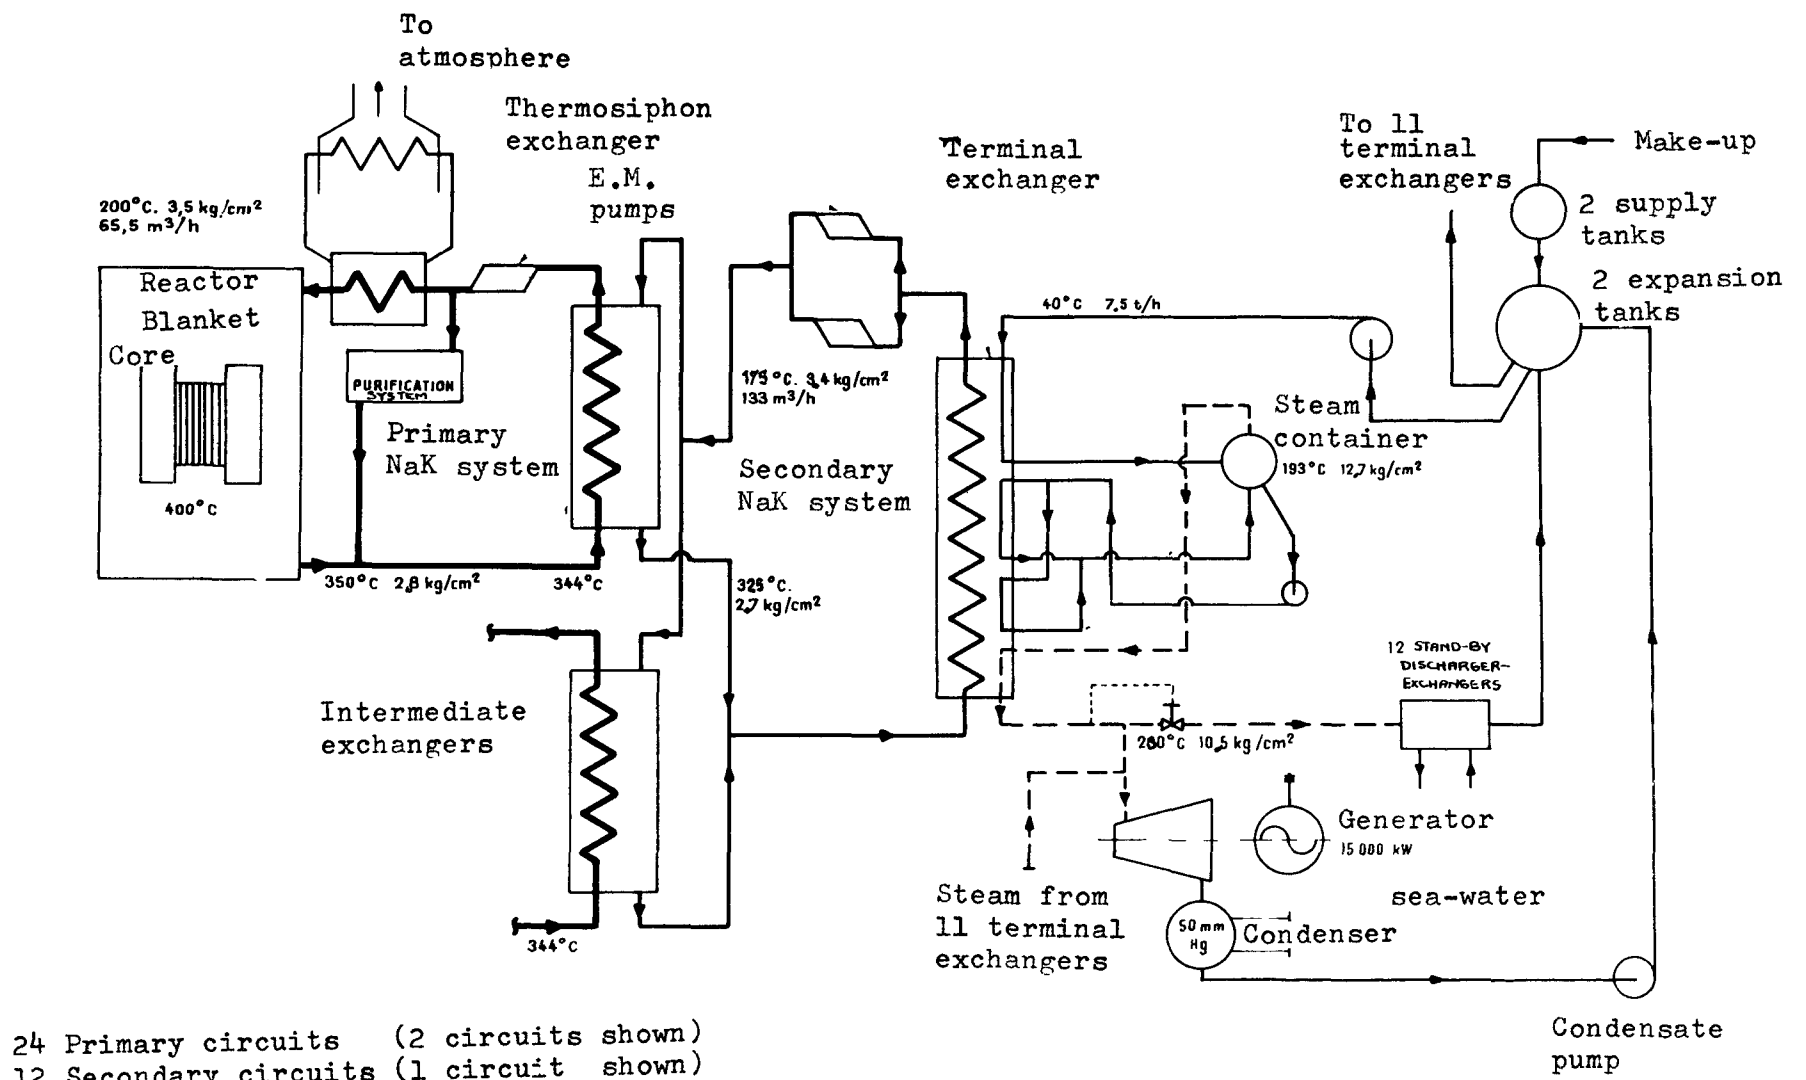 To
atmosphere
Thermosiphon
exchanger
E.M.
pumps
200°C. 3,5 kg/cm²
65,5 m³/h
Reactor
Blanket
Core
400°C
PURIFICATION
SYSTEM
Primary
NaK system
350°C 2,8 kg/cm²
344°C
Intermediate
exchangers
344°C
175°C. 3,4 kg/cm²
133 m³/h
Secondary
NaK system
325°C.
2,7 kg/cm²
Terminal
exchanger
40°C 7.5 t/h
Steam
container
193°C 12,7 kg/cm²
To 11
terminal
exchangers
Make-up
2 supply
tanks
2 expansion
tanks
12 STAND-BY
DISCHARGER-
EXCHANGERS
10,5 kg/cm²
Generator
15 000 kW
sea-water
Steam from
11 terminal
exchangers
50 mm
Hg
Condenser
Condensate
pump
24 Primary circuits (2 circuits shown)
12 Secondary circuits (1 circuit shown)